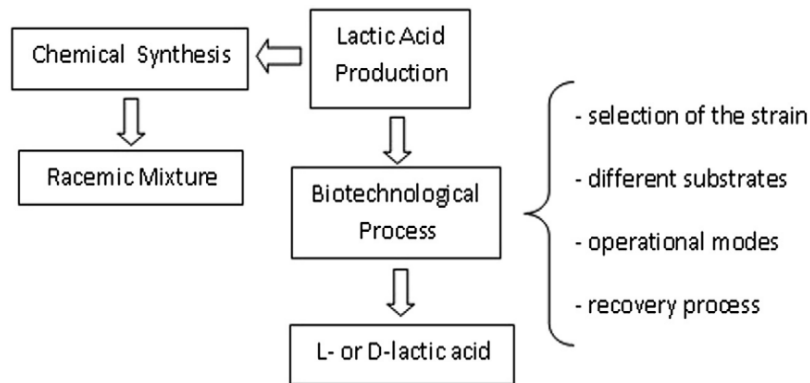 Lactic Acid
Production
Chemical Synthesis
Racemic Mixture
Biotechnological
Process
L- or D-lactic acid
- selection of the strain
- different substrates
- operational modes
- recovery process